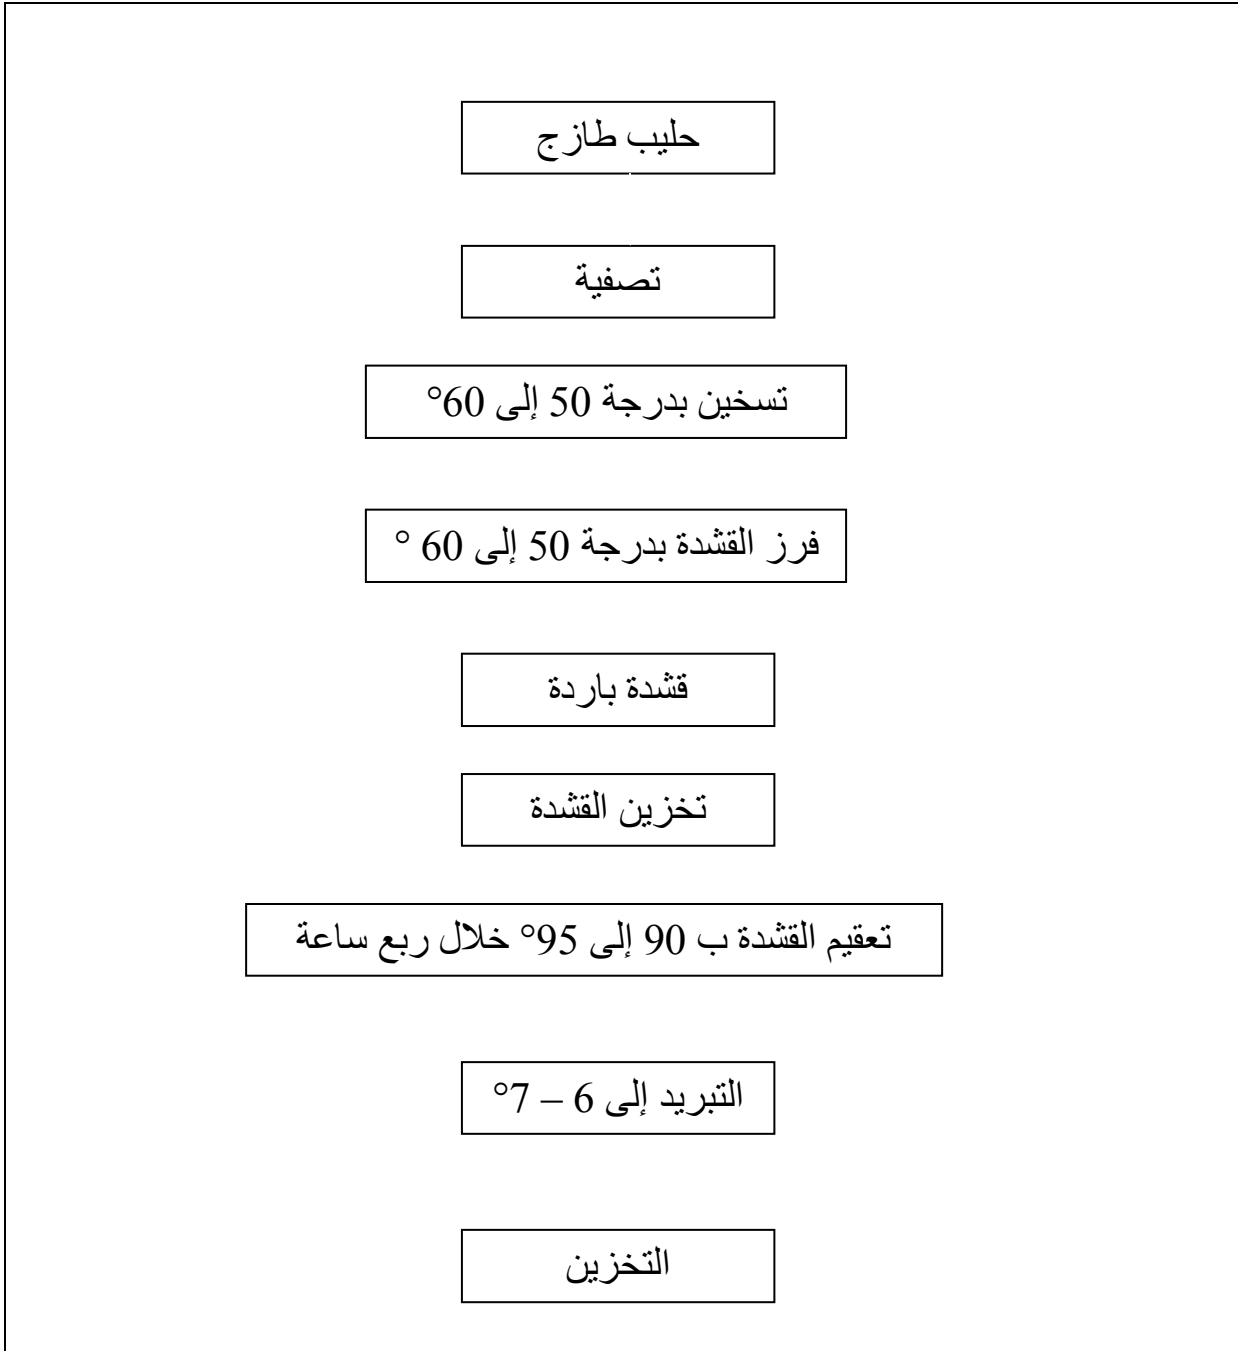 حليب طازج
تصفية
تسخين بدرجة 50 إلى 60°
فرز القشدة بدرجة 50 إلى 60 °
قشدة باردة
تخزين القشدة
تعقيم القشدة ب 90 إلى 95° خلال ربع ساعة
التبريد إلى 6 – 7°
التخزين